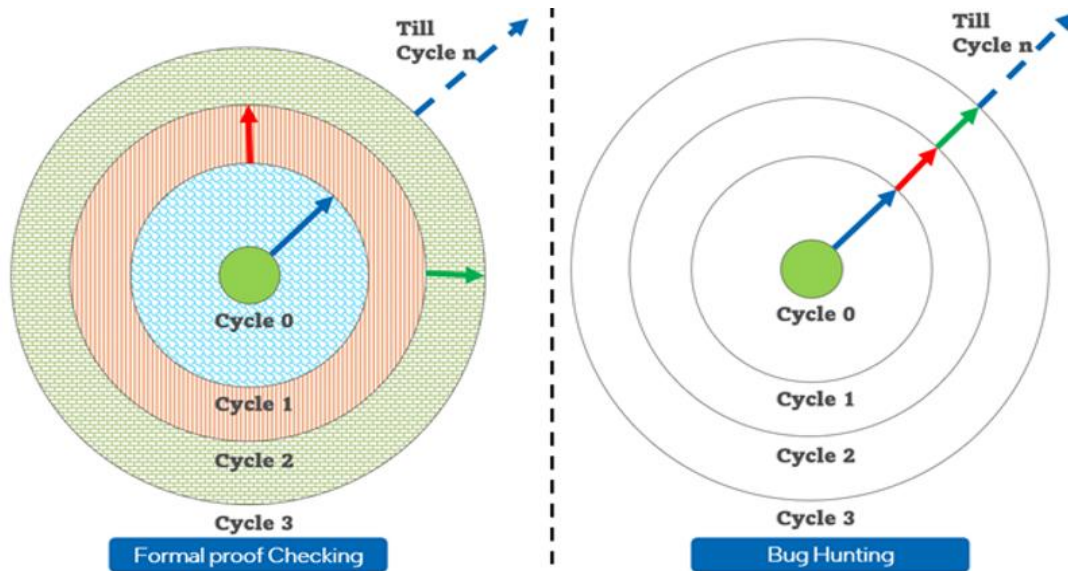 Till
Cycle n
Cycle 0
Cycle 1
Cycle 2
Cycle 3
Formal proof Checking
Till
Cycle n
Cycle 0
Cycle 1
Cycle 2
Cycle 3
Bug Hunting